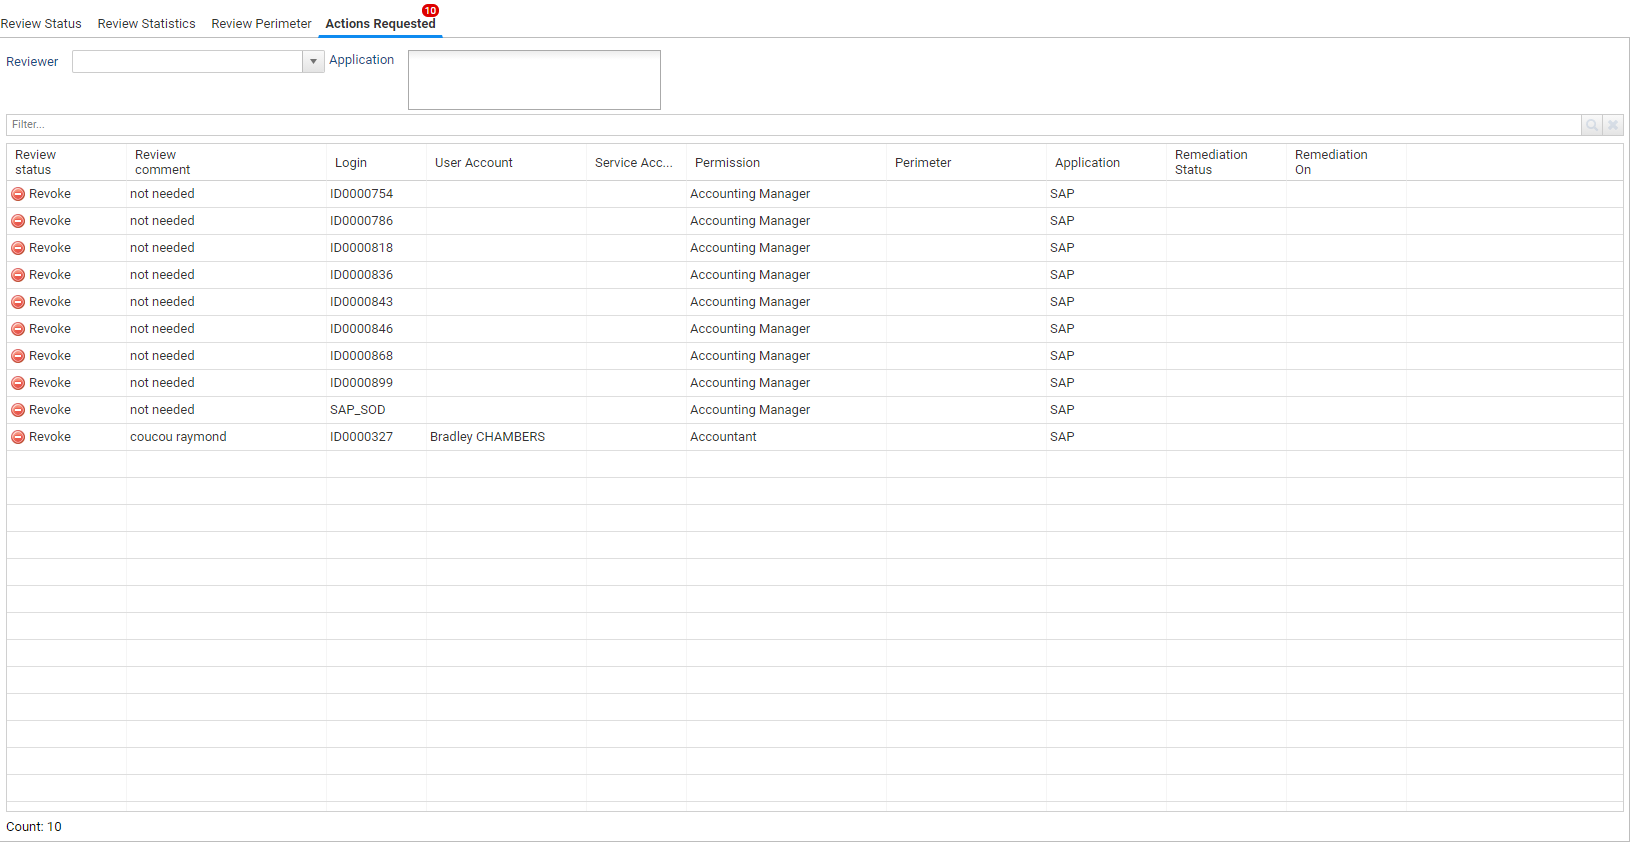 10
Review Status Review Statistics Review Perimeter Actions Requested
Reviewer Application
Filter...
Review status Review comment Login User Account Service Acc... Permission Perimeter Application Remediation Status Remediation On
Revoke not needed ID0000754 Accounting Manager SAP
Revoke not needed ID0000786 Accounting Manager SAP
Revoke not needed ID0000818 Accounting Manager SAP
Revoke not needed ID0000836 Accounting Manager SAP
Revoke not needed ID0000843 Accounting Manager SAP
Revoke not needed ID0000846 Accounting Manager SAP
Revoke not needed ID0000868 Accounting Manager SAP
Revoke not needed ID0000899 Accounting Manager SAP
Revoke not needed SAP_SOD Accounting Manager SAP
Revoke coucou raymond ID0000327 Bradley CHAMBERS Accountant SAP
Count: 10